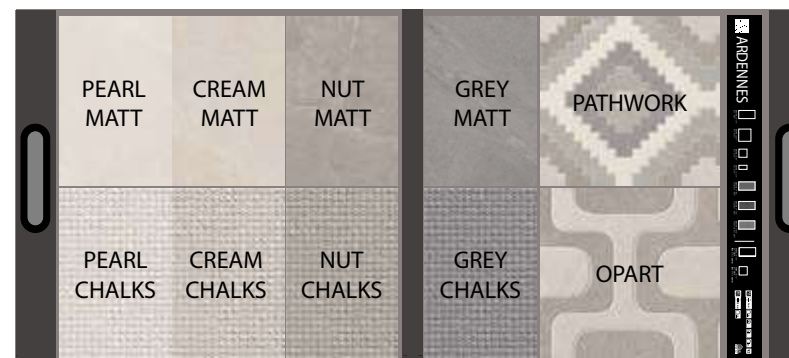 PEARL
MATT
CREAM
MATT
NUT
MATT
GREY
MATT
PATHWORK
PEARL
CHALKS
CREAM
CHALKS
NUT
CHALKS
GREY
CHALKS
OPART
ARDENNES